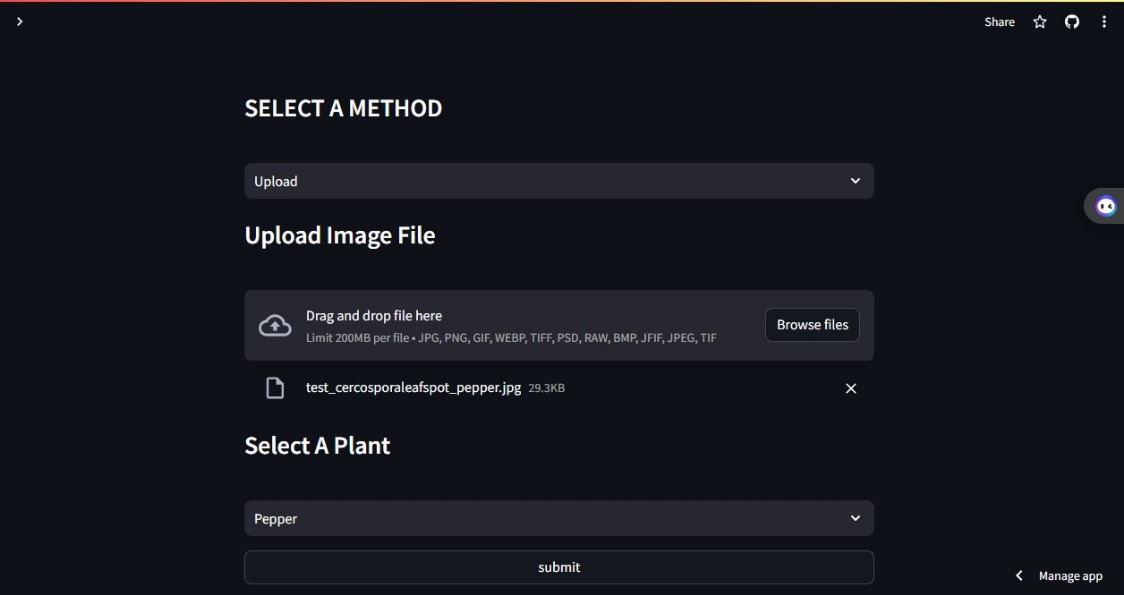 Share
SELECT A METHOD
Upload
Upload Image File
Drag and drop file here
Limit 200MB per file • JPG, PNG, GIF, WEBP, TIFF, PSD, RAW, BMP, JFIF, JPEG, TIF
Browse files
test_cercosporaleafspot_pepper.jpg 29.3KB
Select A Plant
Pepper
submit
Manage app